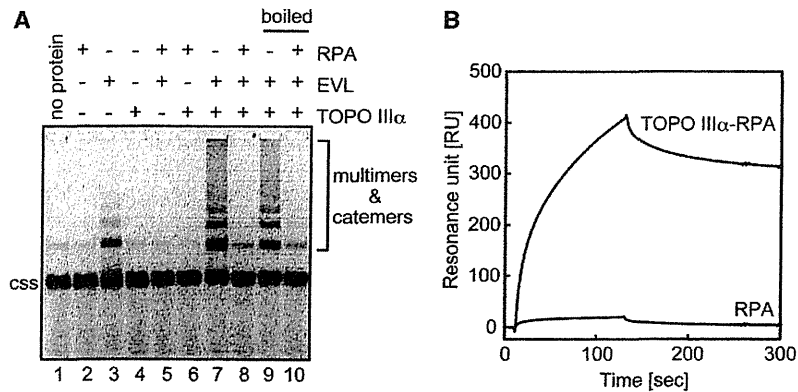 A
boiled
no protein
+ - - + + - + - + RPA
- + - + - + + + + EVL
- - + - + + + + + TOPO IIIα
multimers
&
catemers
css
1 2 3 4 5 6 7 8 9 10
B
500
400
300
200
100
0
Resonance unit [RU]
TOPO IIIα-RPA
RPA
0 100 200 300
Time [sec]